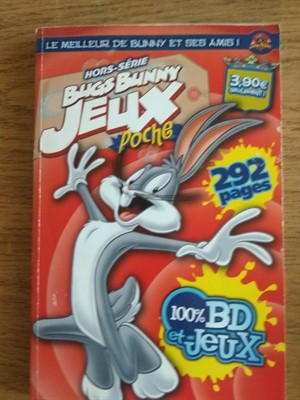 LE MEILLEUR DE BUNNY ET SES AMIS !
HORS-SÉRIE
BUGS BUNNY
JEUX
Poche
3,90€
SEULEMENT !
292
pages
100% BD
et JEUX